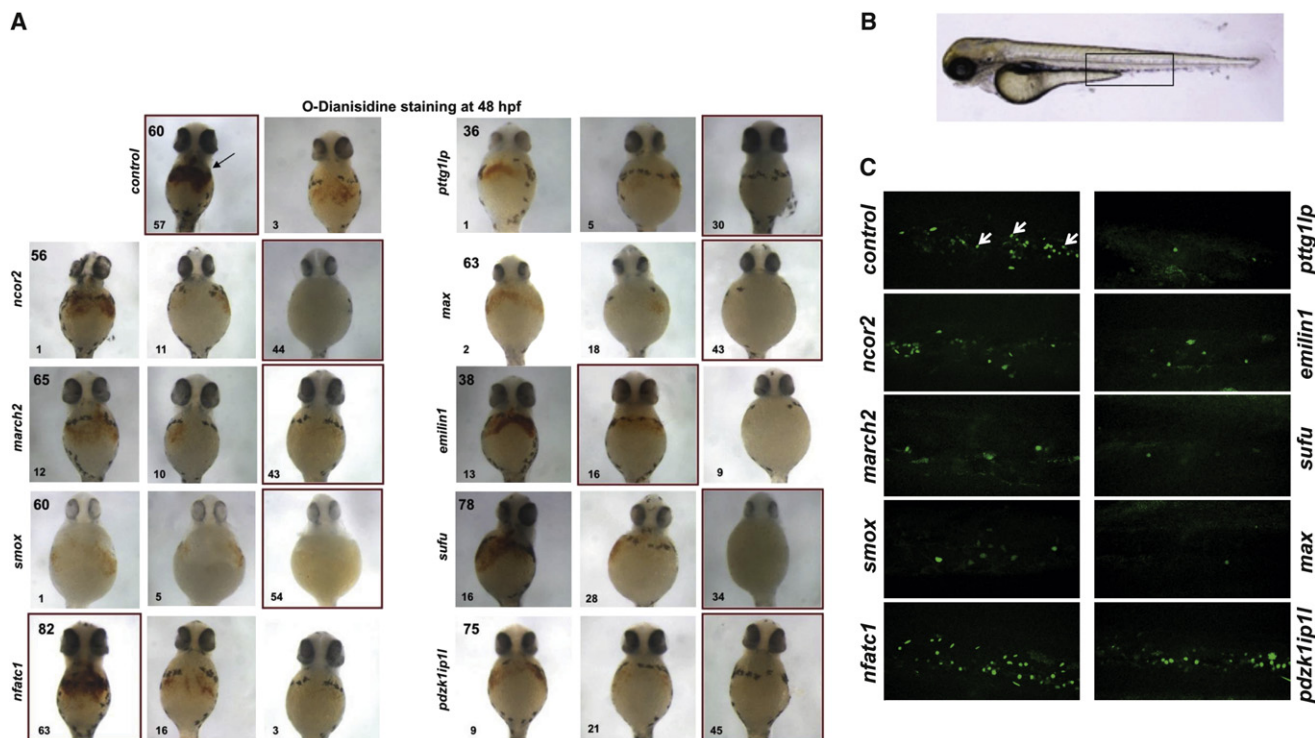 A
B
O-Dianisidine staining at 48 hpf
control
60
57
3
pttg1lp
36
1
5
30
ncor2
56
1
11
44
max
63
2
18
43
march2
65
12
10
43
emilin1
38
13
16
9
smox
60
1
5
54
sufu
78
16
28
34
nfatc1
82
63
16
3
pdzk1ip1l
75
9
21
45
C
control
pttg1lp
ncor2
emilin1
march2
sufu
smox
max
nfatc1
pdzk1ip1l